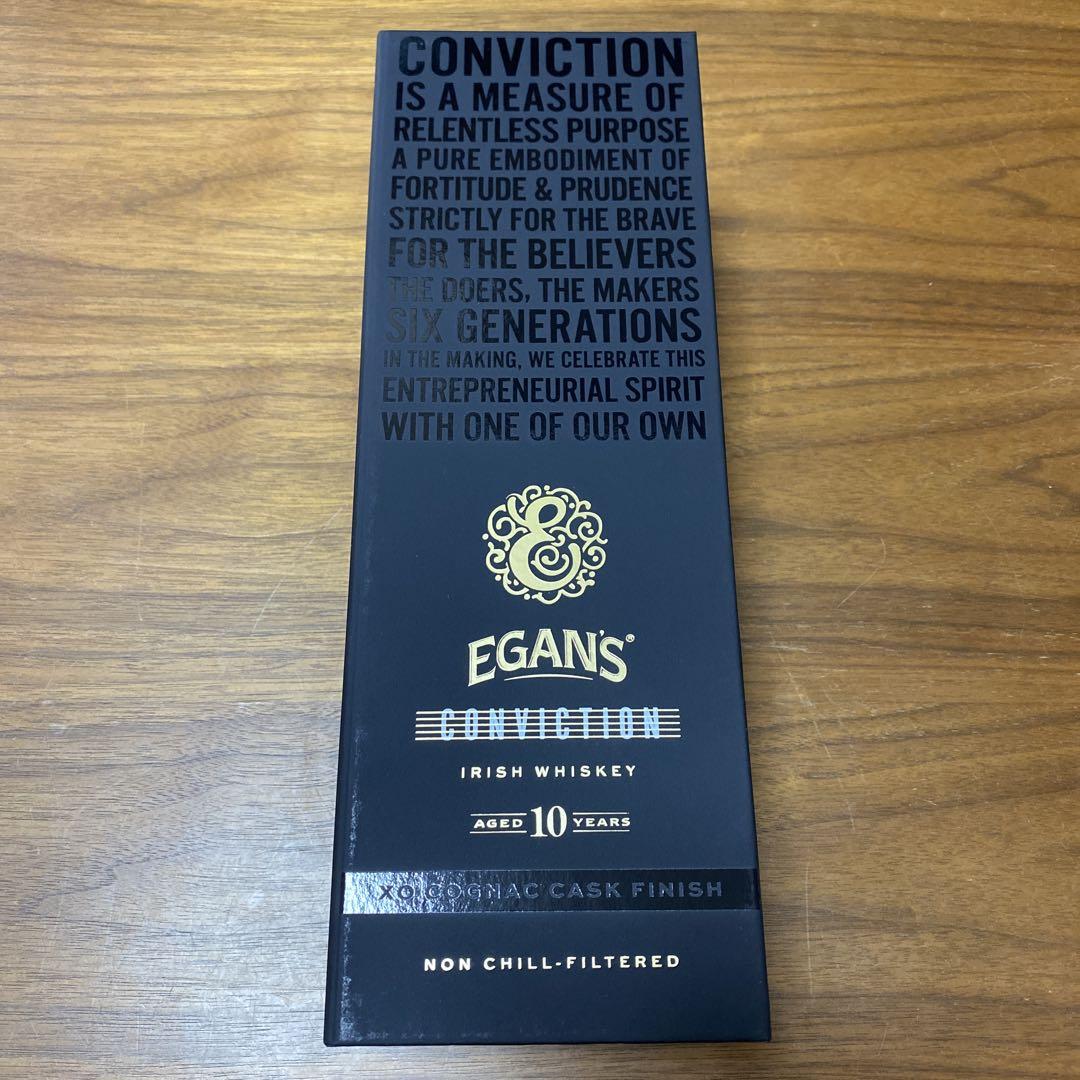 CONVICTION
IS A MEASURE OF
RELENTLESS PURPOSE
A PURE EMBODIMENT OF
FORTITUDE & PRUDENCE
STRICTLY FOR THE BRAVE
FOR THE BELIEVERS
THE DOERS, THE MAKERS
SIX GENERATIONS
IN THE MAKING, WE CELEBRATE THIS
ENTREPRENEURIAL SPIRIT
WITH ONE OF OUR OWN
E
EGAN'S®
CONVICTION
IRISH WHISKEY
AGED 10 YEARS
XO COGNAC CASK FINISH
NON CHILL-FILTERED